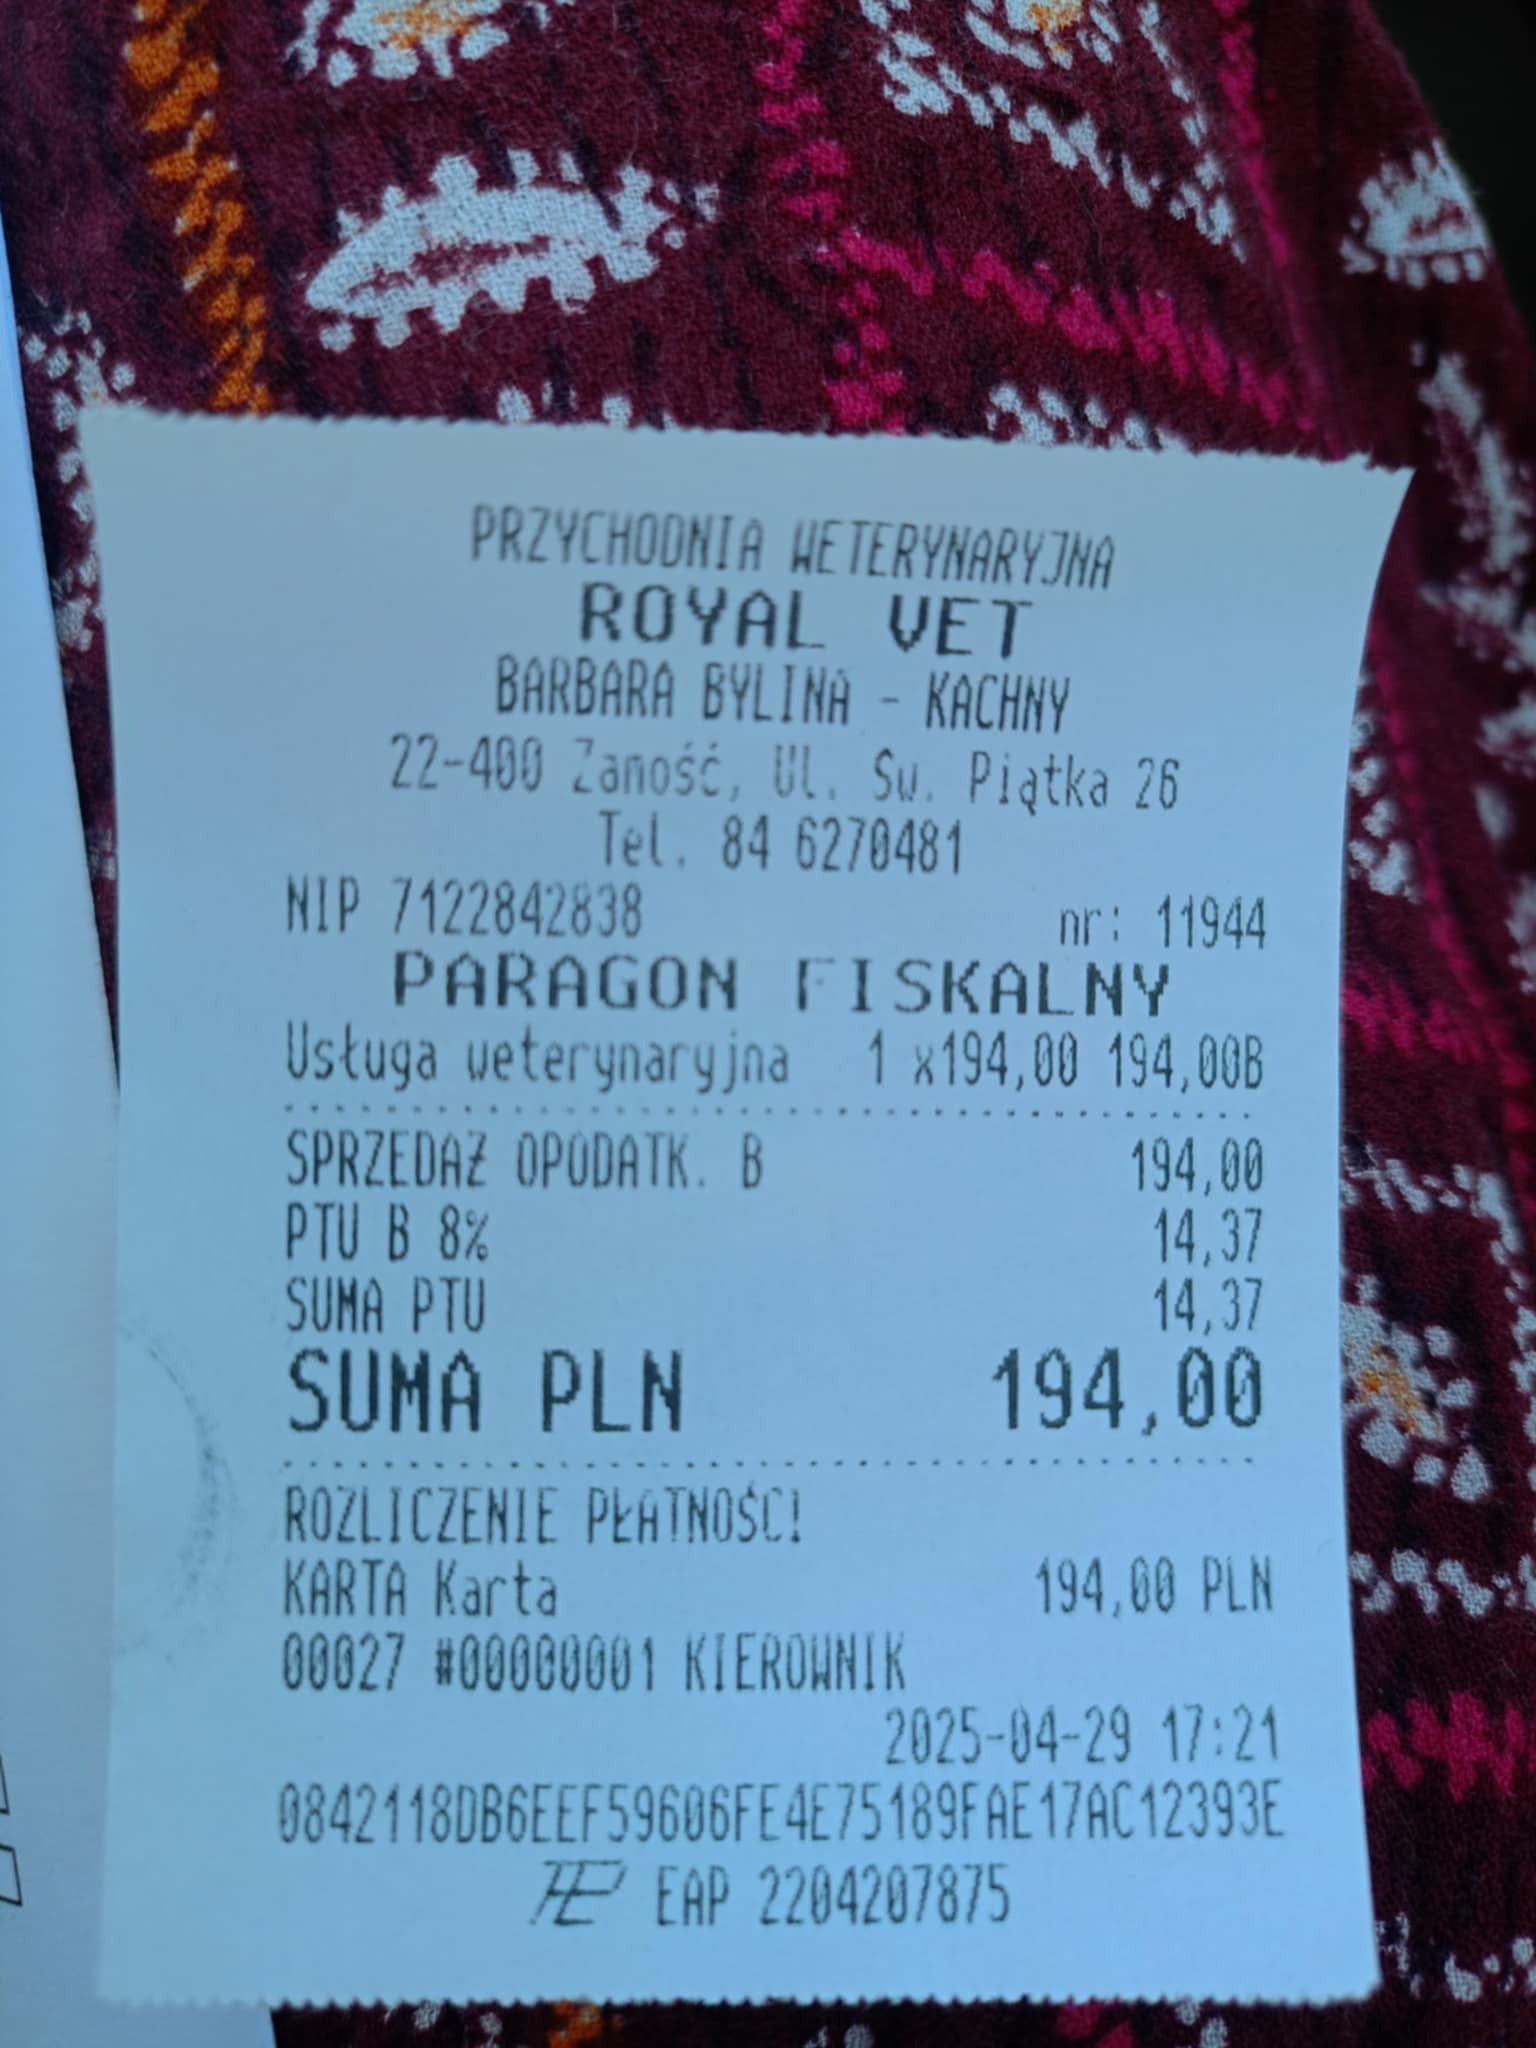 PRZYCHODNIA WETERYNARYJNA
ROYAL VET
BARBARA BYLINA - KACHNY
22-400 Zamość, Ul. Św. Piątka 26
Tel. 84 6270481
NIP 7122842838 nr: 11944
PARAGON FISKALNY
Usługa weterynaryjna 1 x194,00 194,00B
SPRZEDAŻ OPODATK. B 194,00
PTU B 8% 14,37
SUMA PTU 14,37
SUMA PLN 194,00
ROZLICZENIE PŁATNOŚCI
KARTA Karta 194,00 PLN
00027 #00000001 KIEROWNIK
2025-04-29 17:21
0842118DB6EEF59606FE4E75189FAE17AC12393E
EAP 2204207875